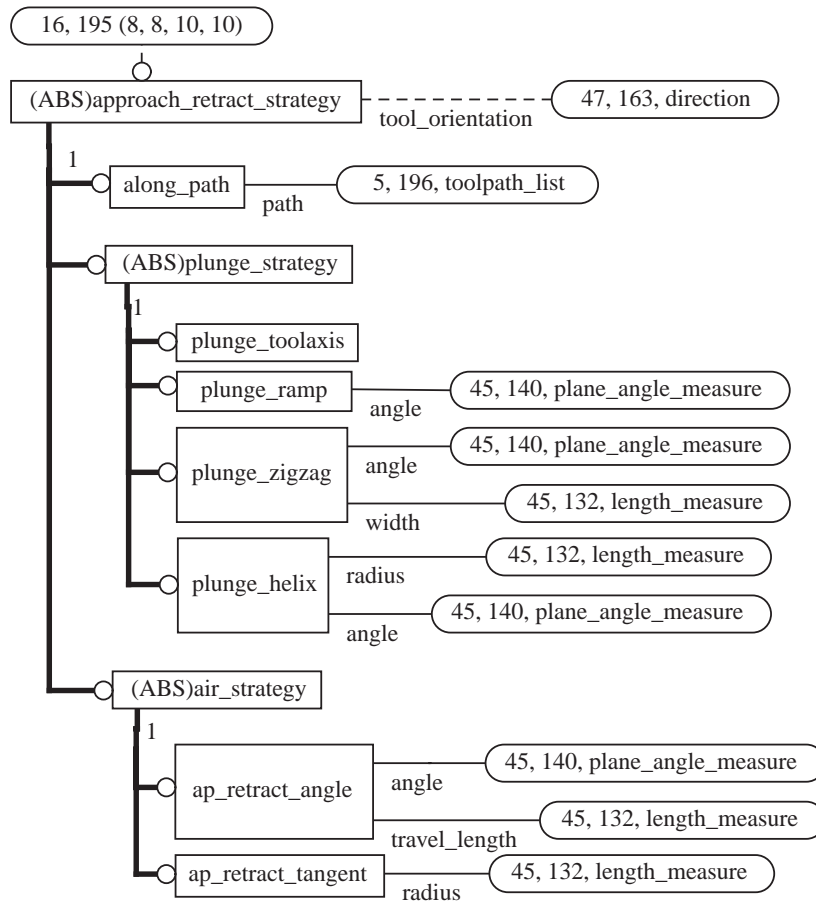 16, 195 (8, 8, 10, 10)
(ABS)approach_retract_strategy
tool_orientation
47, 163, direction
1
along_path
path
5, 196, toolpath_list
(ABS)plunge_strategy
1
plunge_toolaxis
plunge_ramp
angle
45, 140, plane_angle_measure
plunge_zigzag
angle
45, 140, plane_angle_measure
width
45, 132, length_measure
plunge_helix
radius
45, 132, length_measure
angle
45, 140, plane_angle_measure
(ABS)air_strategy
1
ap_retract_angle
angle
45, 140, plane_angle_measure
travel_length
45, 132, length_measure
ap_retract_tangent
radius
45, 132, length_measure